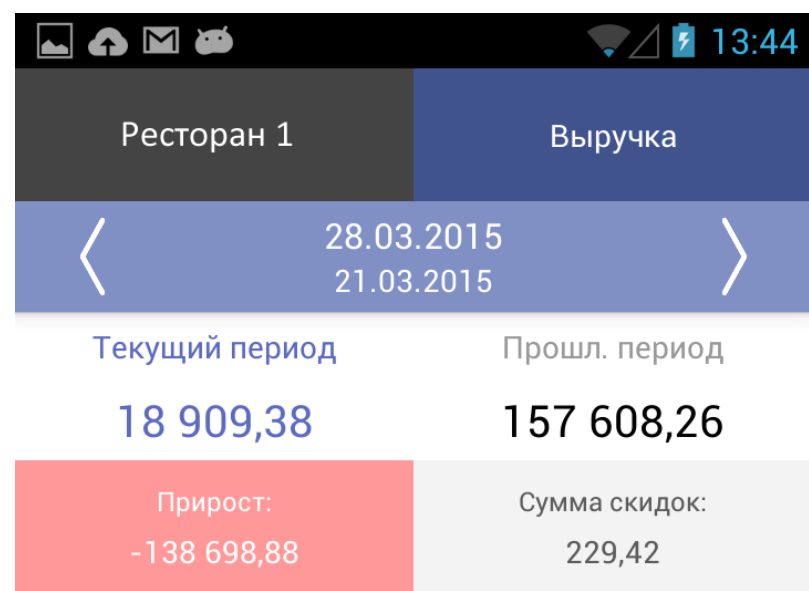 13:44
Ресторан 1
Выручка
28.03.2015
21.03.2015
Текущий период
Прошл. период
18 909,38
157 608,26
Прирост:
Сумма скидок:
-138 698,88
229,42